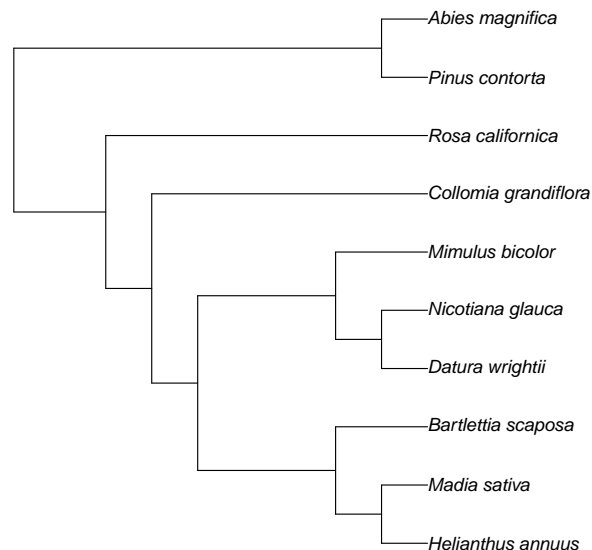 Abies magnifica
Pinus contorta
Rosa californica
Collomia grandiflora
Mimulus bicolor
Nicotiana glauca
Datura wrightii
Bartlettia scaposa
Madia sativa
Helianthus annuus